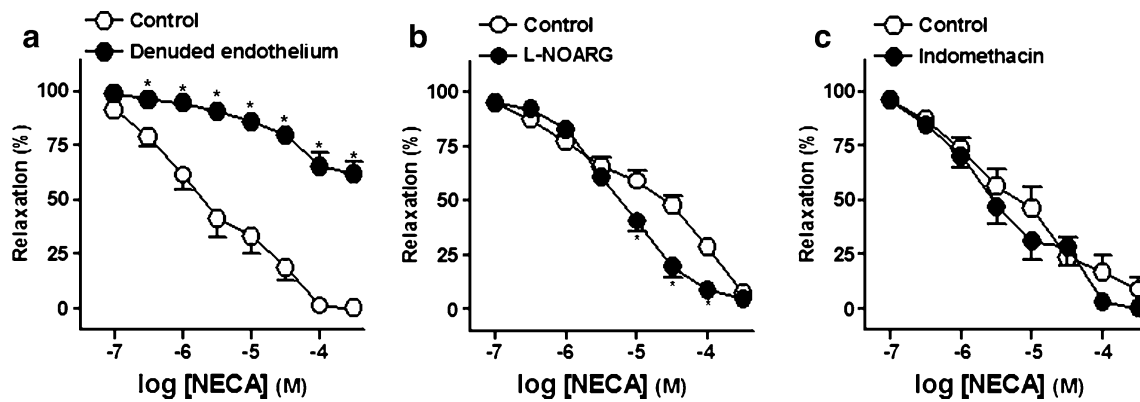 a
Control
Denuded endothelium
Relaxation (%)
100
75
50
25
0
* * * * * * *
-7 -6 -5 -4
log [NECA] (M)
b
Control
L-NOARG
Relaxation (%)
100
75
50
25
0
* * *
-7 -6 -5 -4
log [NECA] (M)
c
Control
Indomethacin
Relaxation (%)
100
75
50
25
0
-7 -6 -5 -4
log [NECA] (M)